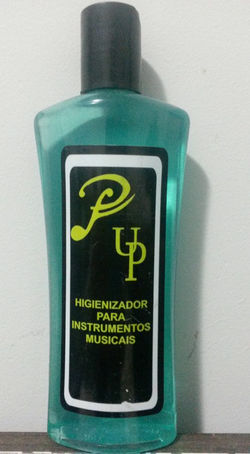 P
UP
HIGIENIZADOR
PARA
INSTRUMENTOS
MUSICAIS